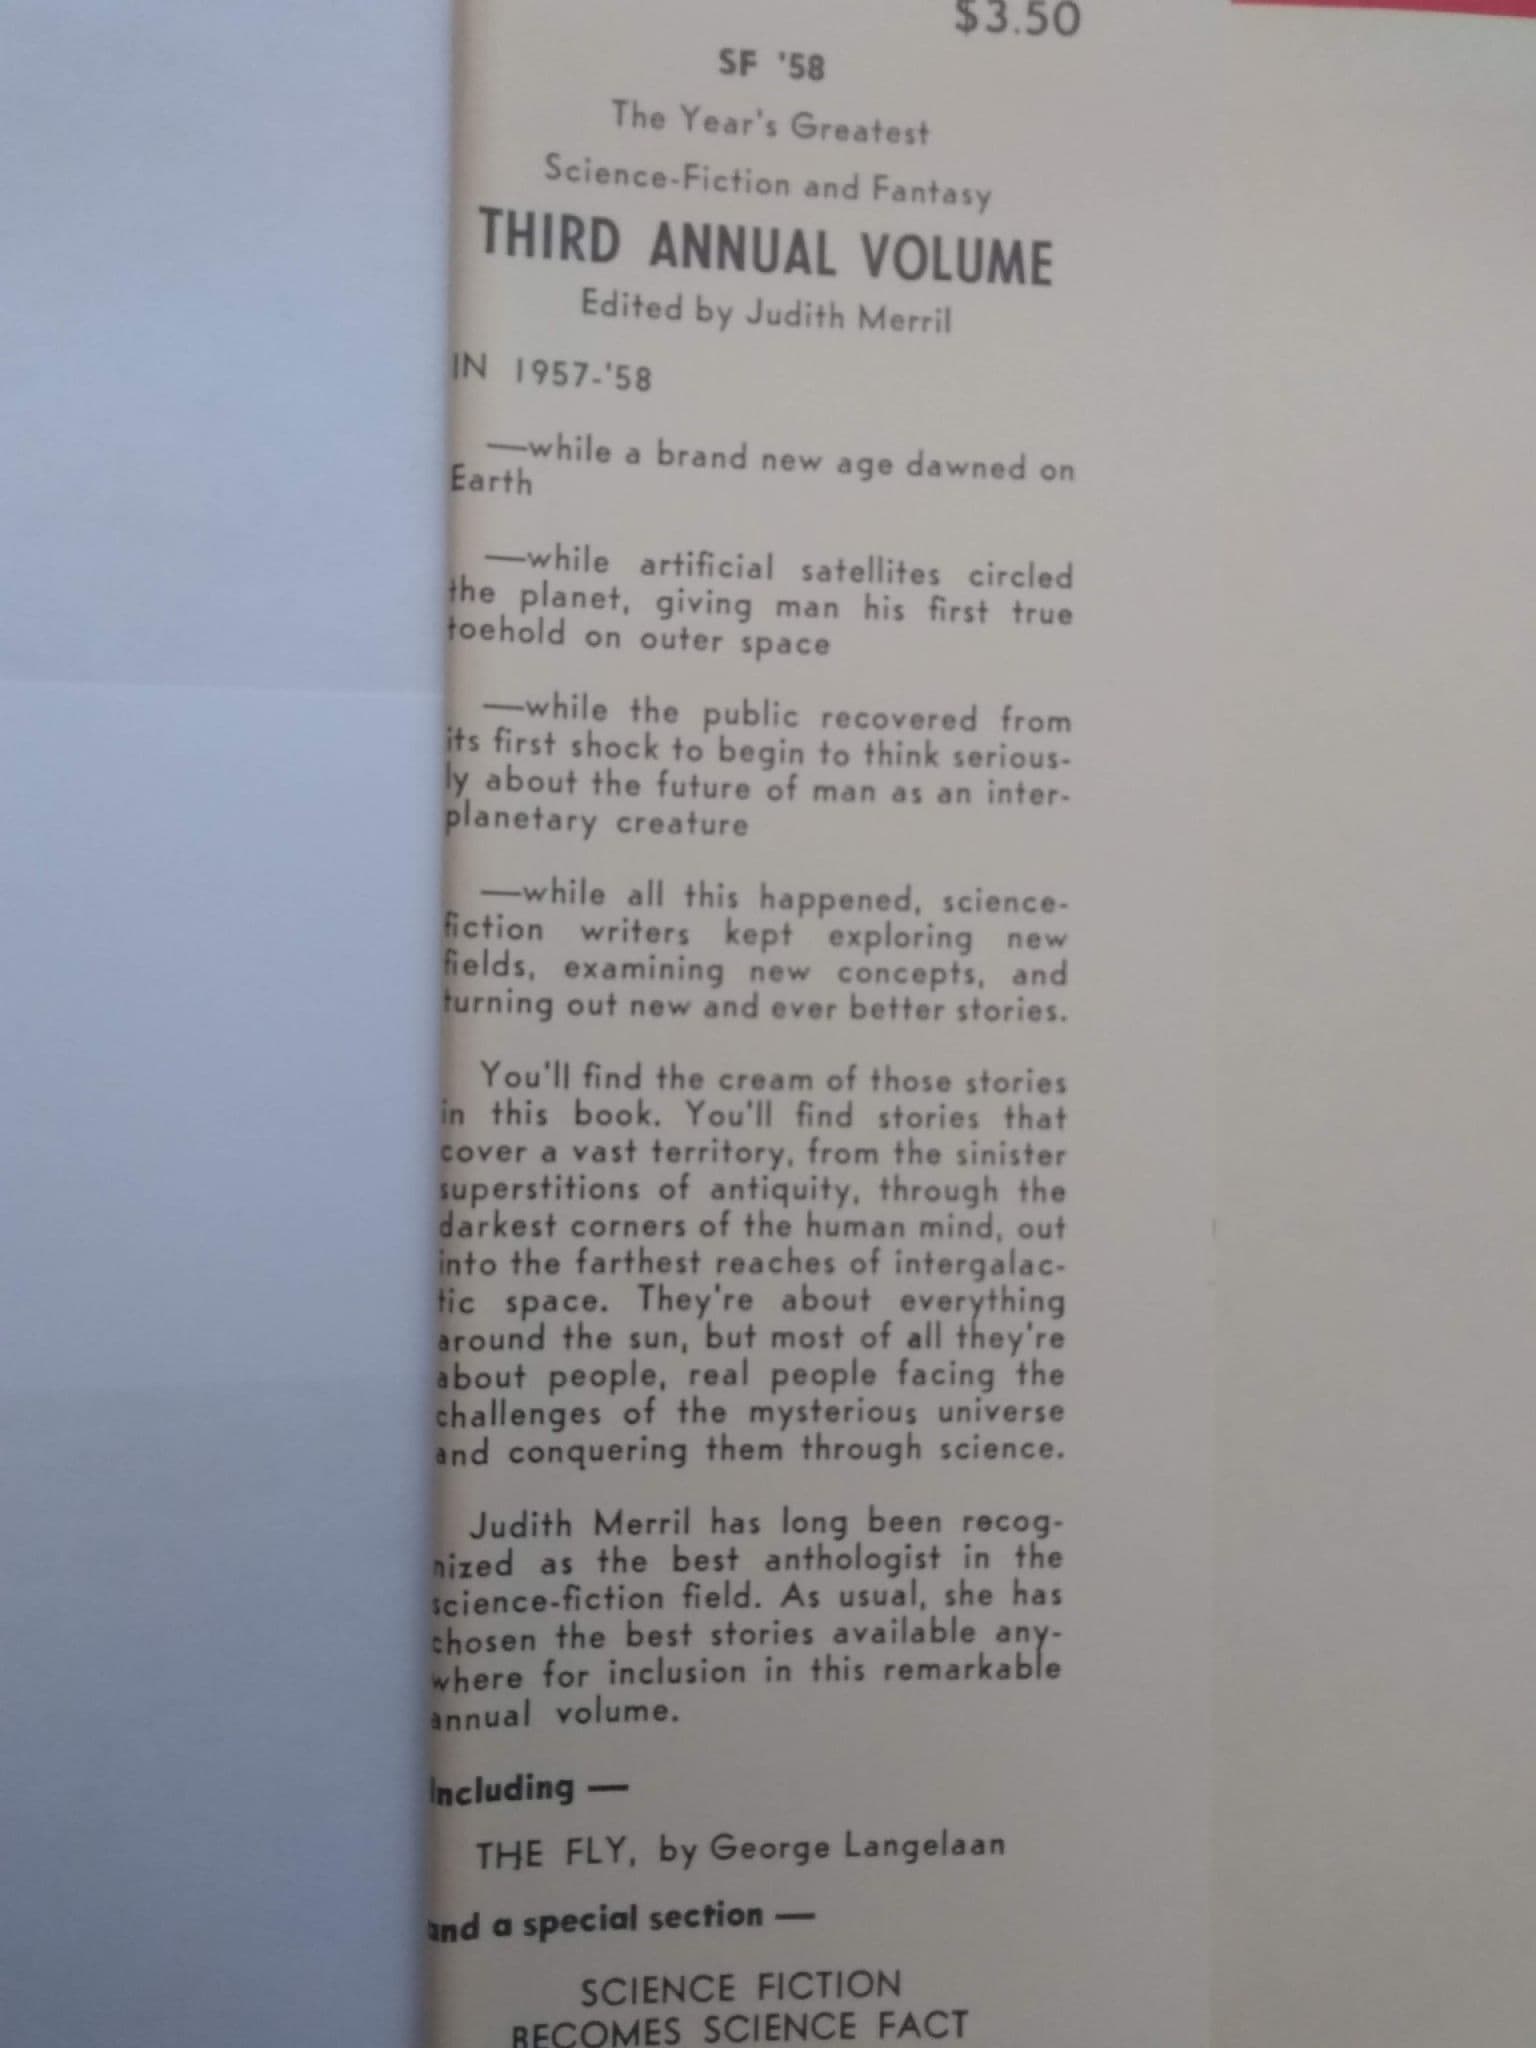 $3.50
SF '58
The Year's Greatest
Science-Fiction and Fantasy
THIRD ANNUAL VOLUME
Edited by Judith Merril
IN 1957-'58
—while a brand new age dawned on
Earth
—while artificial satellites circled
the planet, giving man his first true
toehold on outer space
—while the public recovered from
its first shock to begin to think serious-
ly about the future of man as an inter-
planetary creature
—while all this happened, science-
fiction writers kept exploring new
fields, examining new concepts, and
turning out new and ever better stories.
You'll find the cream of those stories
in this book. You'll find stories that
cover a vast territory, from the sinister
superstitions of antiquity, through the
darkest corners of the human mind, out
into the farthest reaches of intergalac-
tic space. They're about everything
around the sun, but most of all they're
about people, real people facing the
challenges of the mysterious universe
and conquering them through science.
Judith Merril has long been recog-
nized as the best anthologist in the
science-fiction field. As usual, she has
chosen the best stories available any-
where for inclusion in this remarkable
annual volume.
Including —
THE FLY, by George Langelaan
and a special section —
SCIENCE FICTION
BECOMES SCIENCE FACT